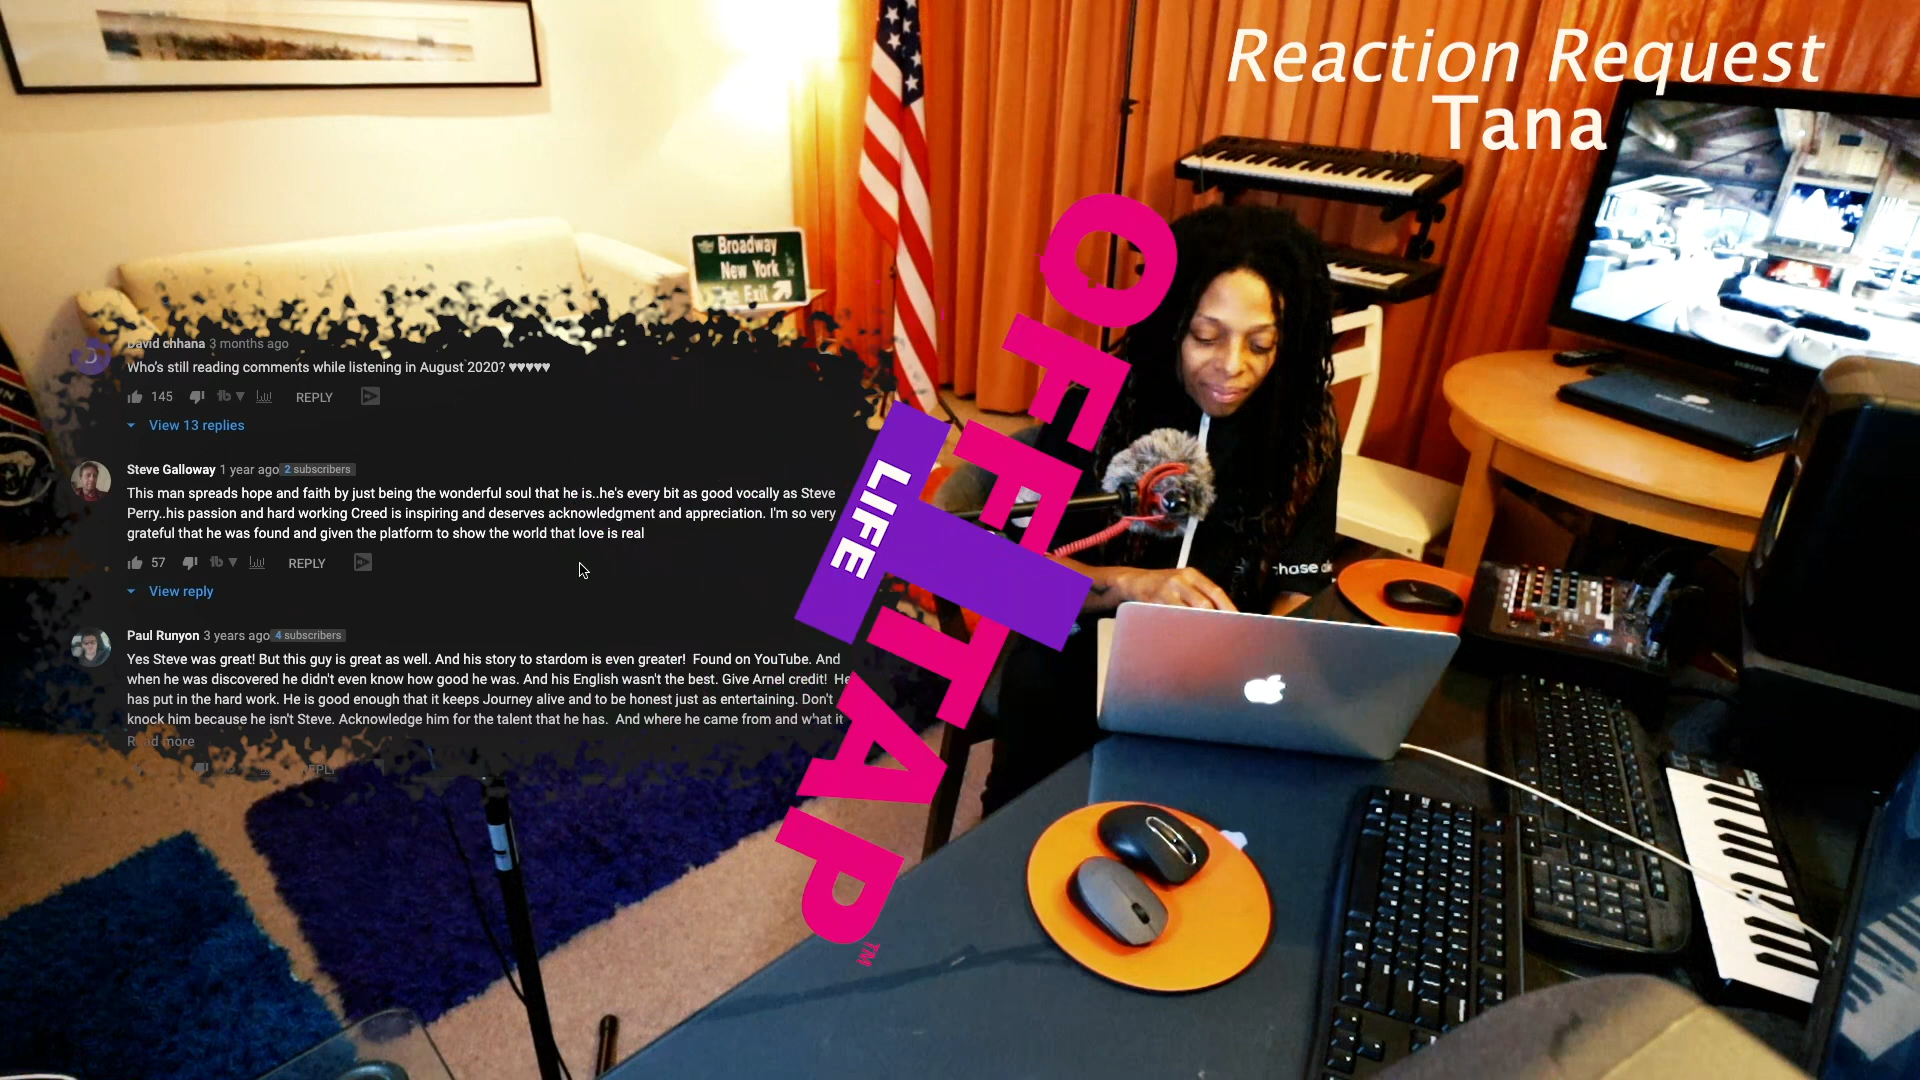 Reaction Request
Tana
Broadway
New York
OFF
LIFE
TTAP
TM
David chhana 3 months ago
Who's still reading comments while listening in August 2020? ♥♥♥♥♥
145
REPLY
View 13 replies
Steve Galloway 1 year ago 2 subscribers
This man spreads hope and faith by just being the wonderful soul that he is..he's every bit as good vocally as Steve
Perry..his passion and hard working Creed is inspiring and deserves acknowledgment and appreciation. I'm so very
grateful that he was found and given the platform to show the world that love is real
57
REPLY
View reply
Paul Runyon 3 years ago 4 subscribers
Yes Steve was great! But this guy is great as well. And his story to stardom is even greater!  Found on YouTube. And
when he was discovered he didn't even know how good he was. And his English wasn't the best. Give Arnel credit!  He
has put in the hard work. He is good enough that it keeps Journey alive and to be honest just as entertaining. Don't
knock him because he isn't Steve. Acknowledge him for the talent that he has.  And where he came from and what it
Read more
REPLY
SAMSUNG